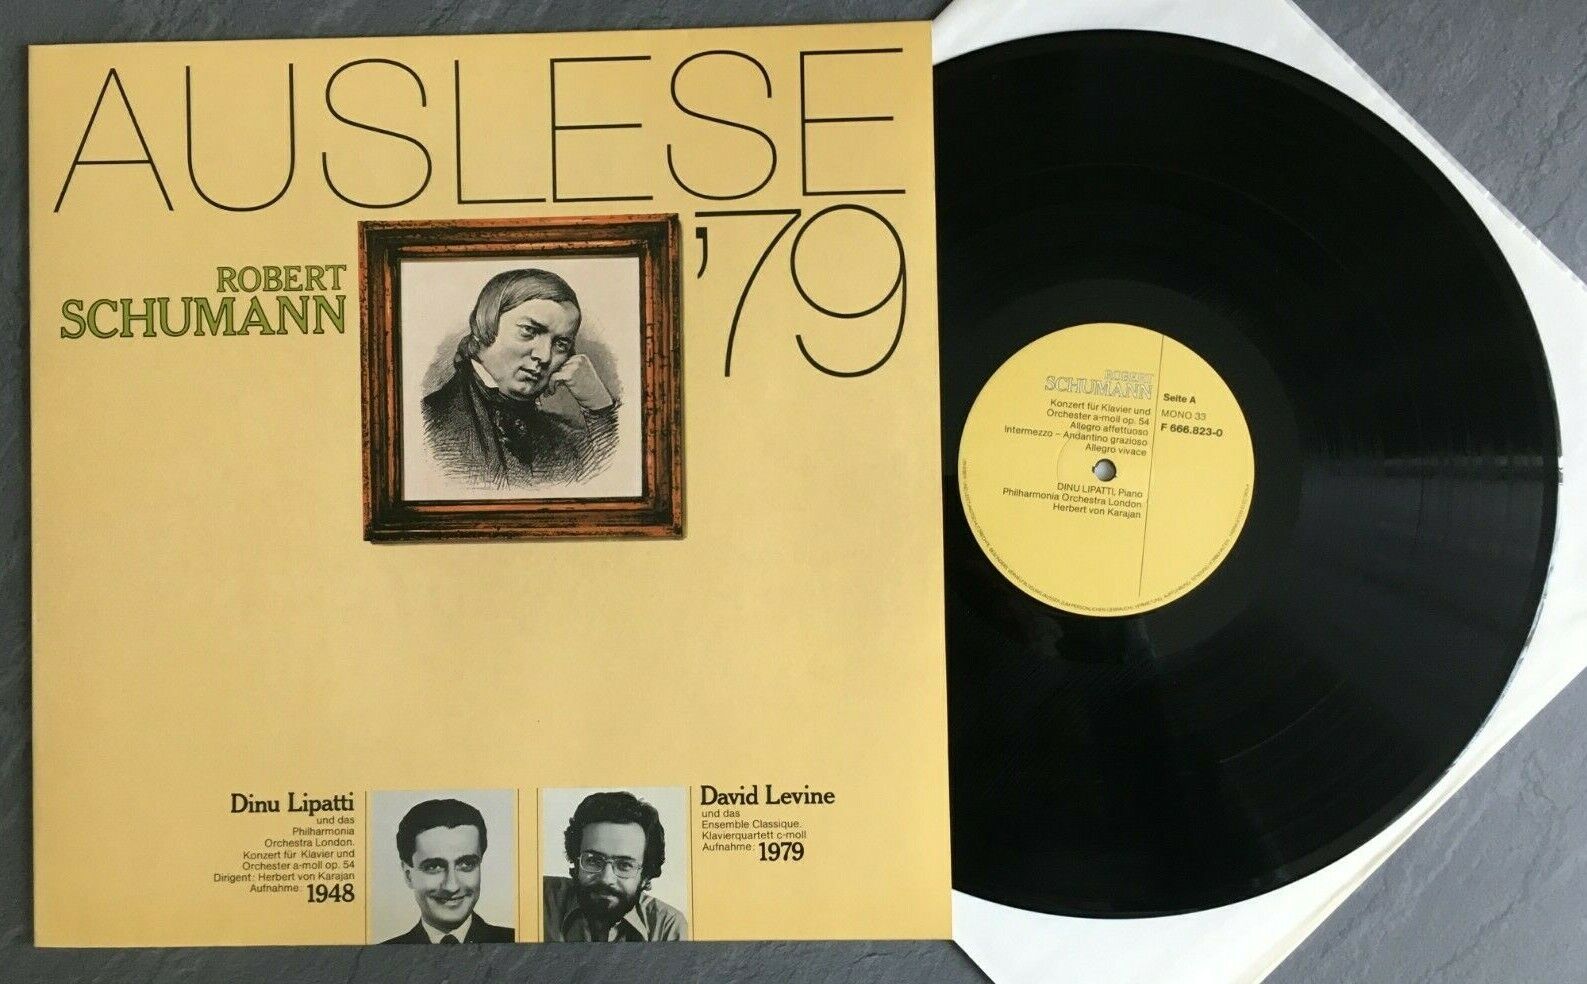 AUSLESE
'79
ROBERT
SCHUMANN
Dinu Lipatti
und das
Philharmonia
Orchestra London.
Konzert für Klavier und
Orchester a-moll op. 54
Dirigent: Herbert von Karajan
Aufnahme: 1948
David Levine
und das
Ensemble Classique.
Klavierquartett c-moll
Aufnahme: 1979
ROBERT
SCHUMANN
Konzert für Klavier und
Orchester a-moll op. 54
Allegro affettuoso
Intermezzo – Andantino grazioso
Allegro vivace
Seite A
MONO 33
F 666.823-0
DINU LIPATTI, Piano
Philharmonia Orchestra London
Herbert von Karajan